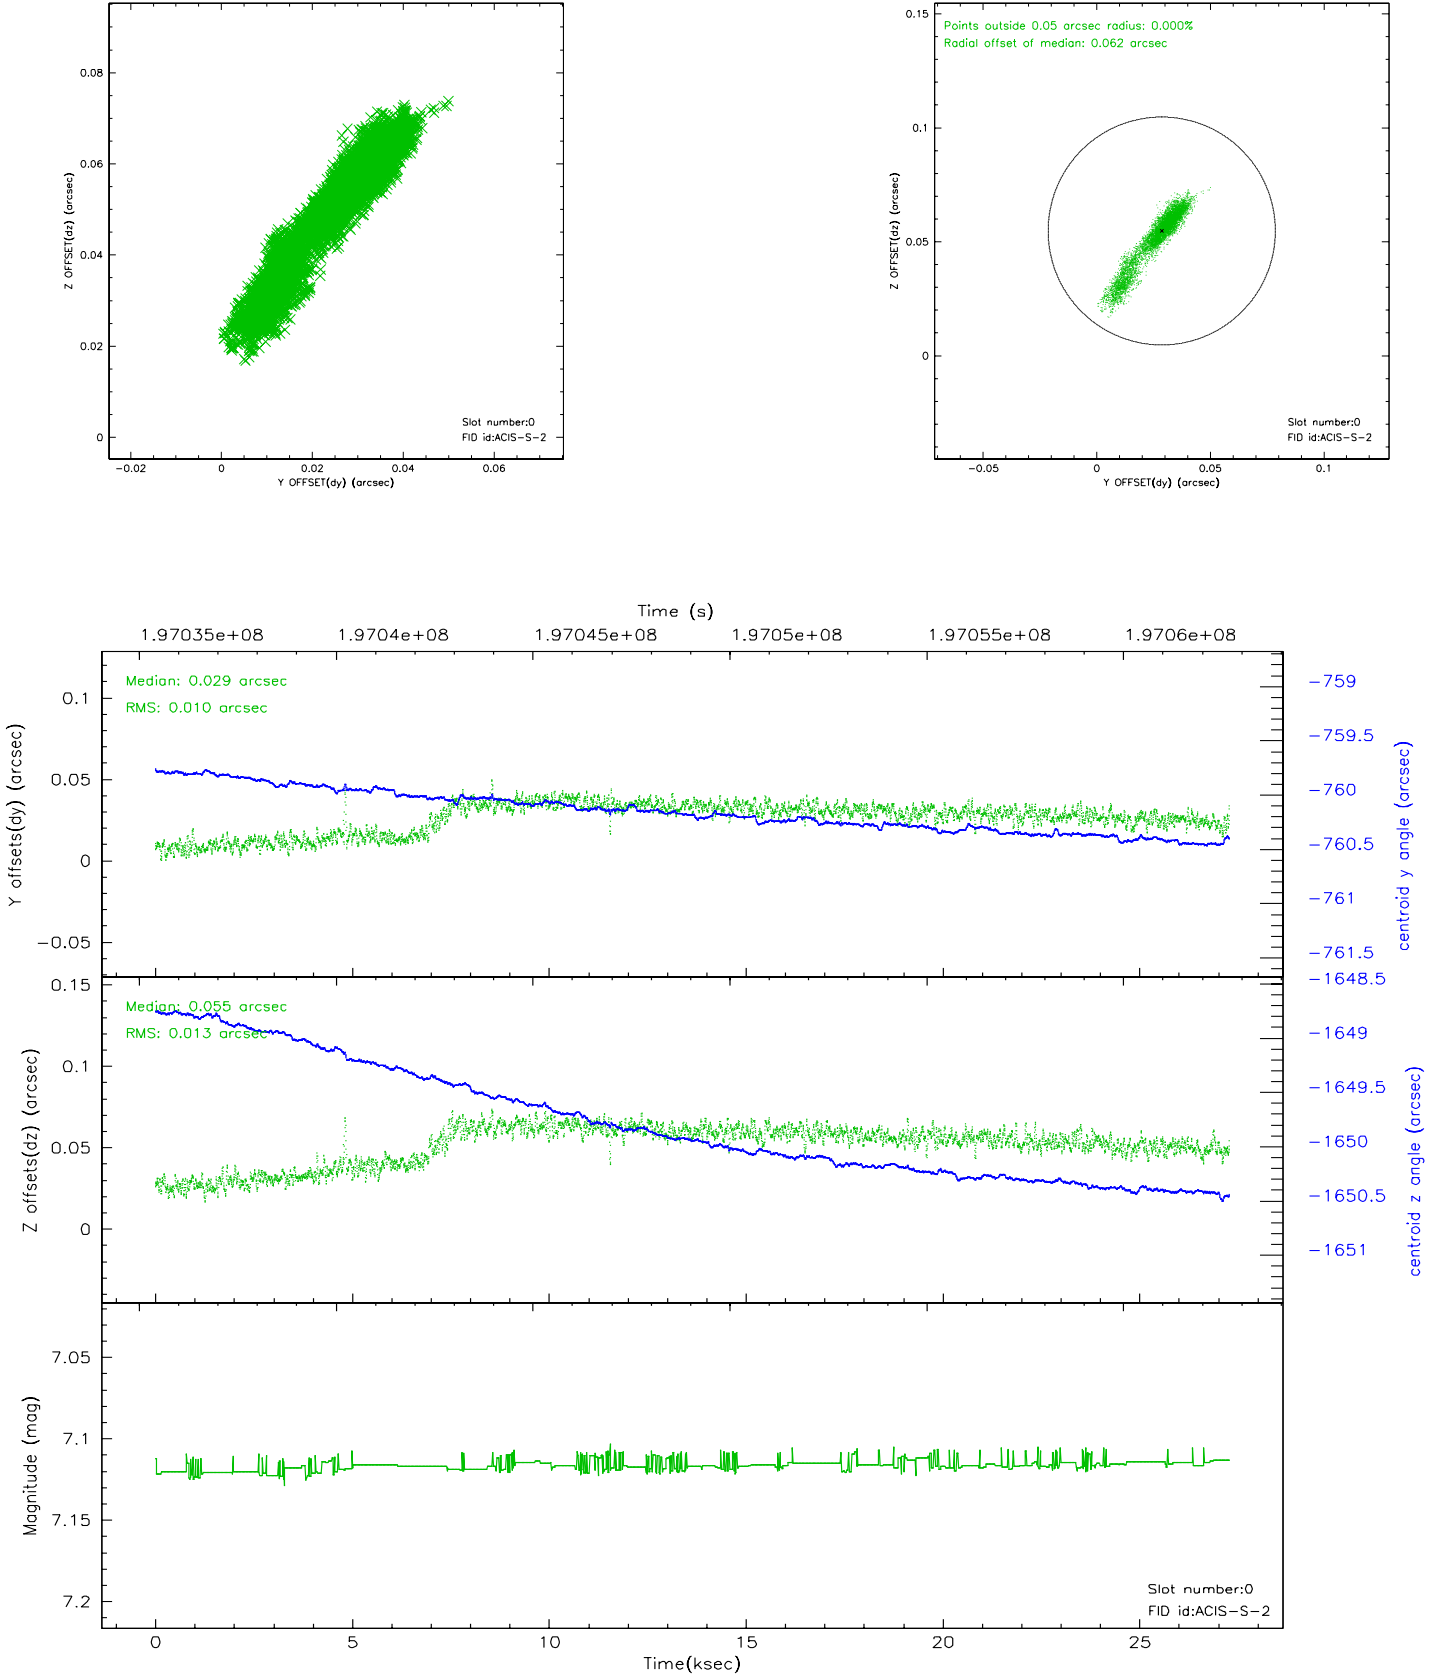 0.08
0.06
0.04
0.02
0
Z OFFSET(dz) (arcsec)
Slot number:0
FID id:ACIS-S-2
-0.02 0 0.02 0.04 0.06
Y OFFSET(dy) (arcsec)
Points outside 0.05 arcsec radius: 0.000%
Radial offset of median: 0.062 arcsec
0.15
0.1
0.05
0
Z OFFSET(dz) (arcsec)
Slot number:0
FID id:ACIS-S-2
-0.05 0 0.05 0.1
Y OFFSET(dy) (arcsec)
Time (s)
1.97035e+08 1.9704e+08 1.97045e+08 1.9705e+08 1.97055e+08 1.9706e+08
Median: 0.029 arcsec
RMS: 0.010 arcsec
0.1
0.05
0
-0.05
Y offsets(dy) (arcsec)
-759
-759.5
-760
-760.5
-761
-761.5
centroid y angle (arcsec)
Median: 0.055 arcsec
RMS: 0.013 arcsec
0.15
0.1
0.05
0
Z offsets(dz) (arcsec)
-1648.5
-1649
-1649.5
-1650
-1650.5
-1651
centroid z angle (arcsec)
7.05
7.1
7.15
7.2
Magnitude (mag)
Slot number:0
FID id:ACIS-S-2
0 5 10 15 20 25
Time(ksec)